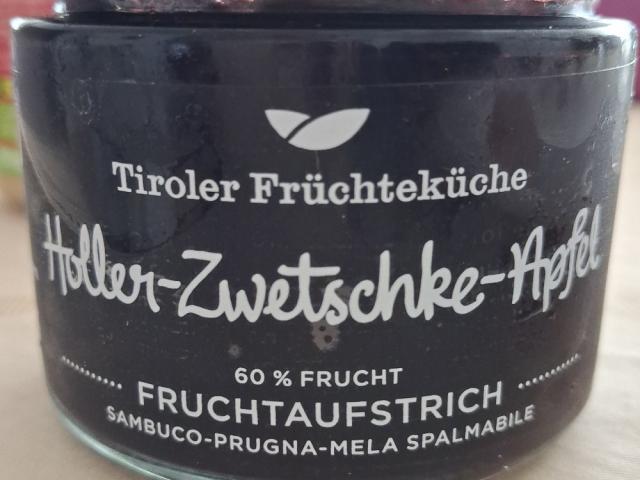 Tiroler Früchteküche
Holler-Zwetschke-Apfel
60 % FRUCHT
FRUCHTAUFSTRICH
SAMBUCO-PRUGNA-MELA SPALMABILE